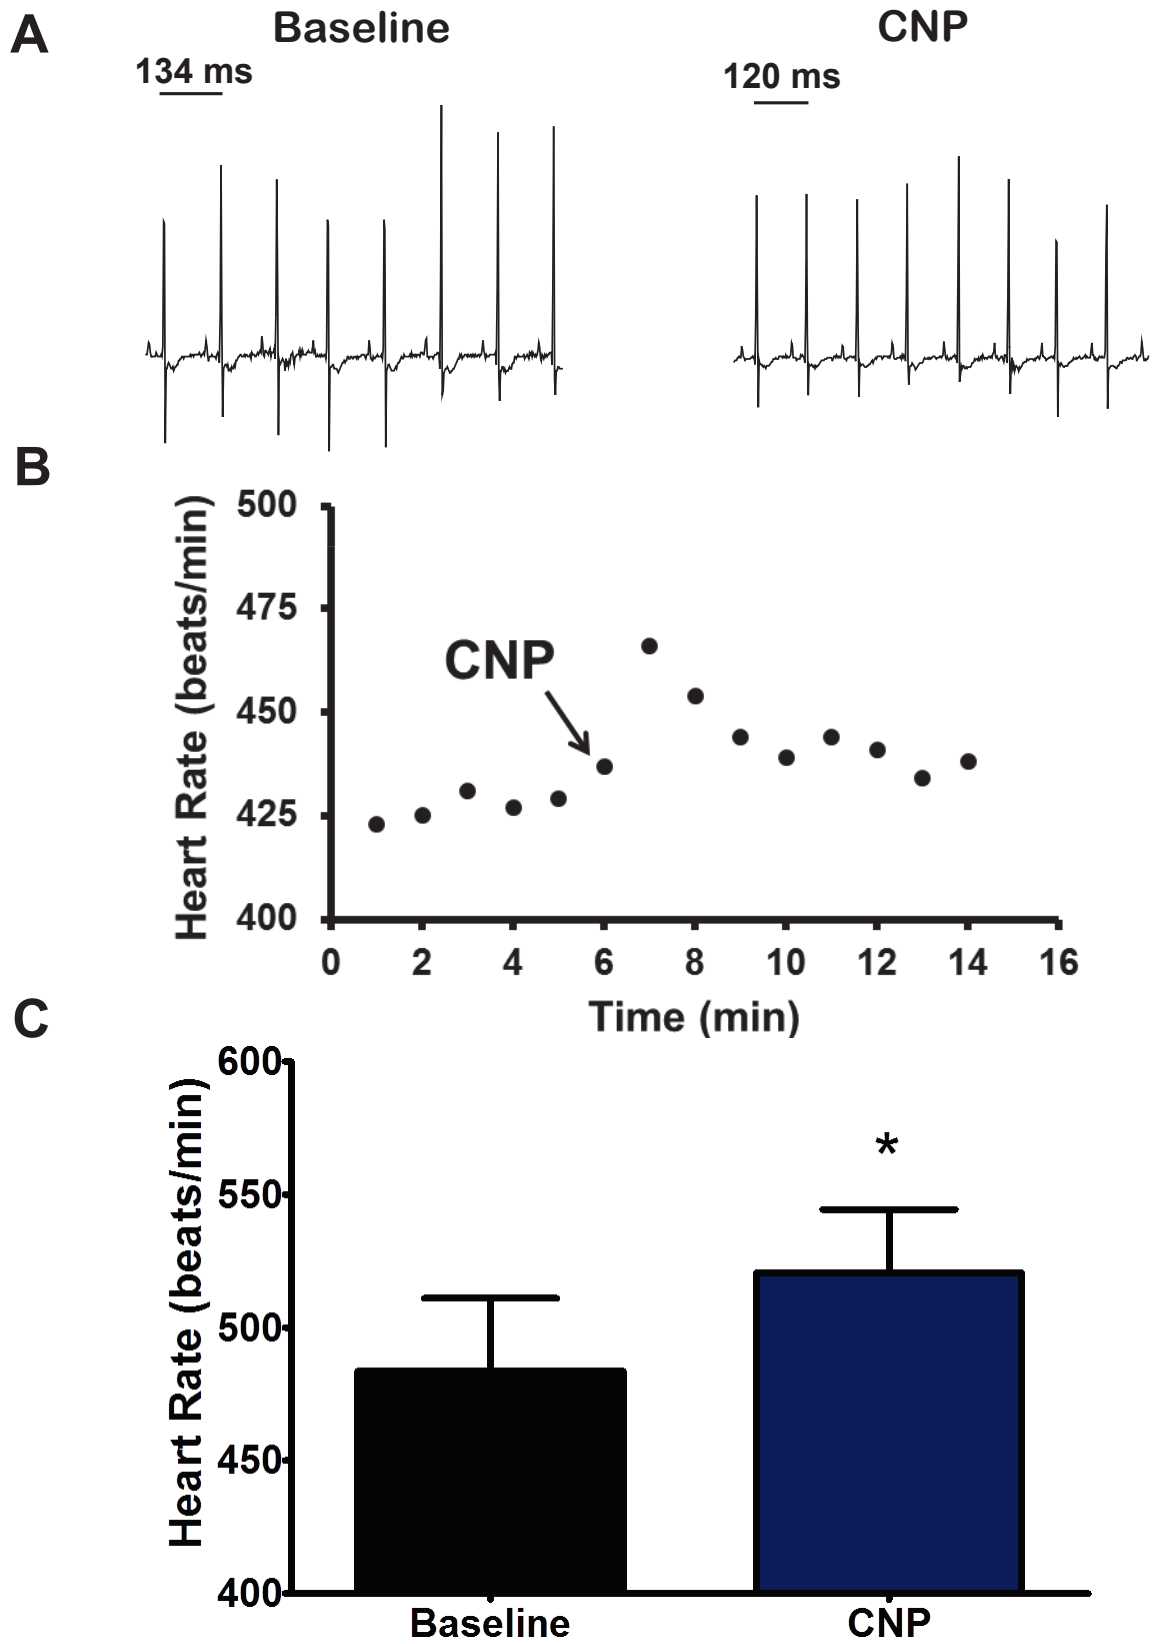 A
Baseline
CNP
134 ms
120 ms
B
Heart Rate (beats/min)
500
475
450
425
400
CNP
0 2 4 6 8 10 12 14 16
Time (min)
C
Heart Rate (beats/min)
600
550
500
450
400
*
Baseline
CNP